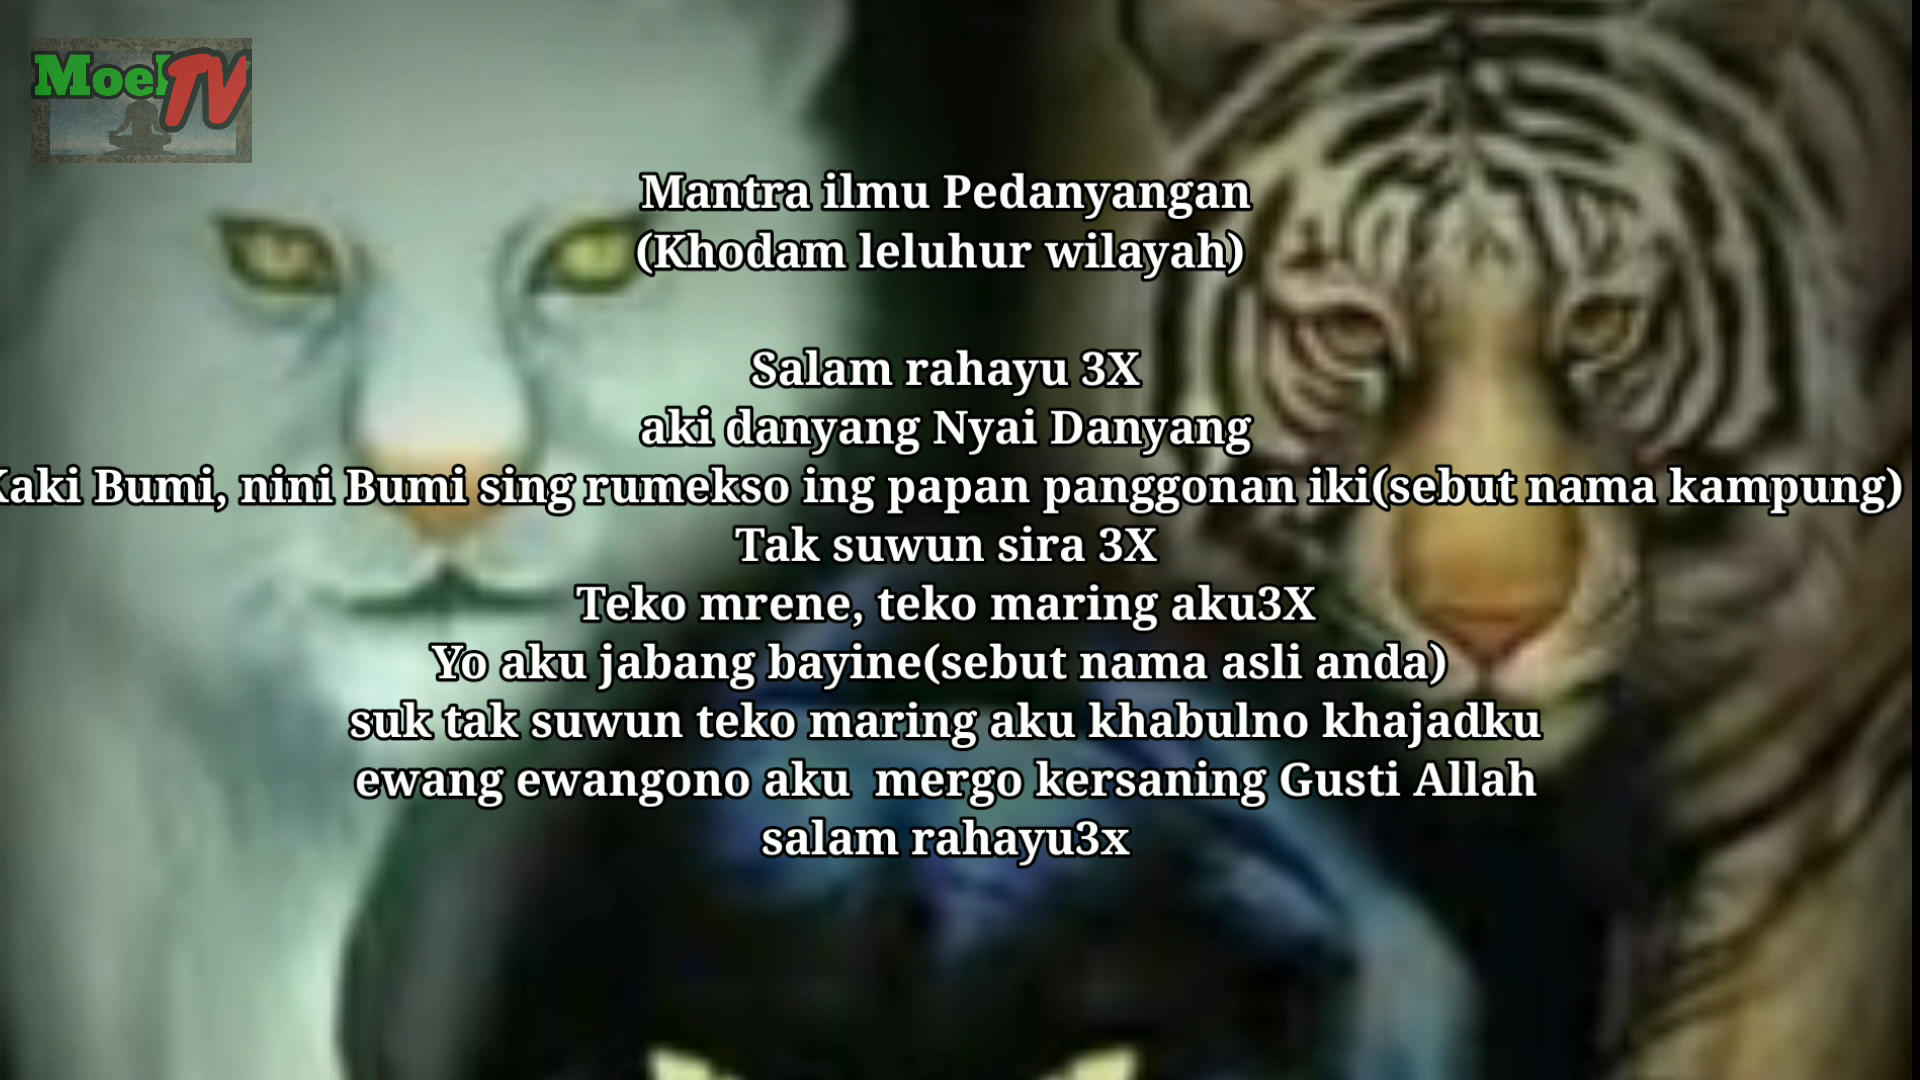 Moel TV
Mantra ilmu Pedanyangan
(Khodam leluhur wilayah)
Salam rahayu 3X
aki danyang Nyai Danyang
Kaki Bumi, nini Bumi sing rumekso ing papan panggonan iki(sebut nama kampung)
Tak suwun sira 3X
Teko mrene, teko maring aku3X
Yo aku jabang bayine(sebut nama asli anda)
suk tak suwun teko maring aku khabulno khajadku
ewang ewangono aku  mergo kersaning Gusti Allah
salam rahayu3x